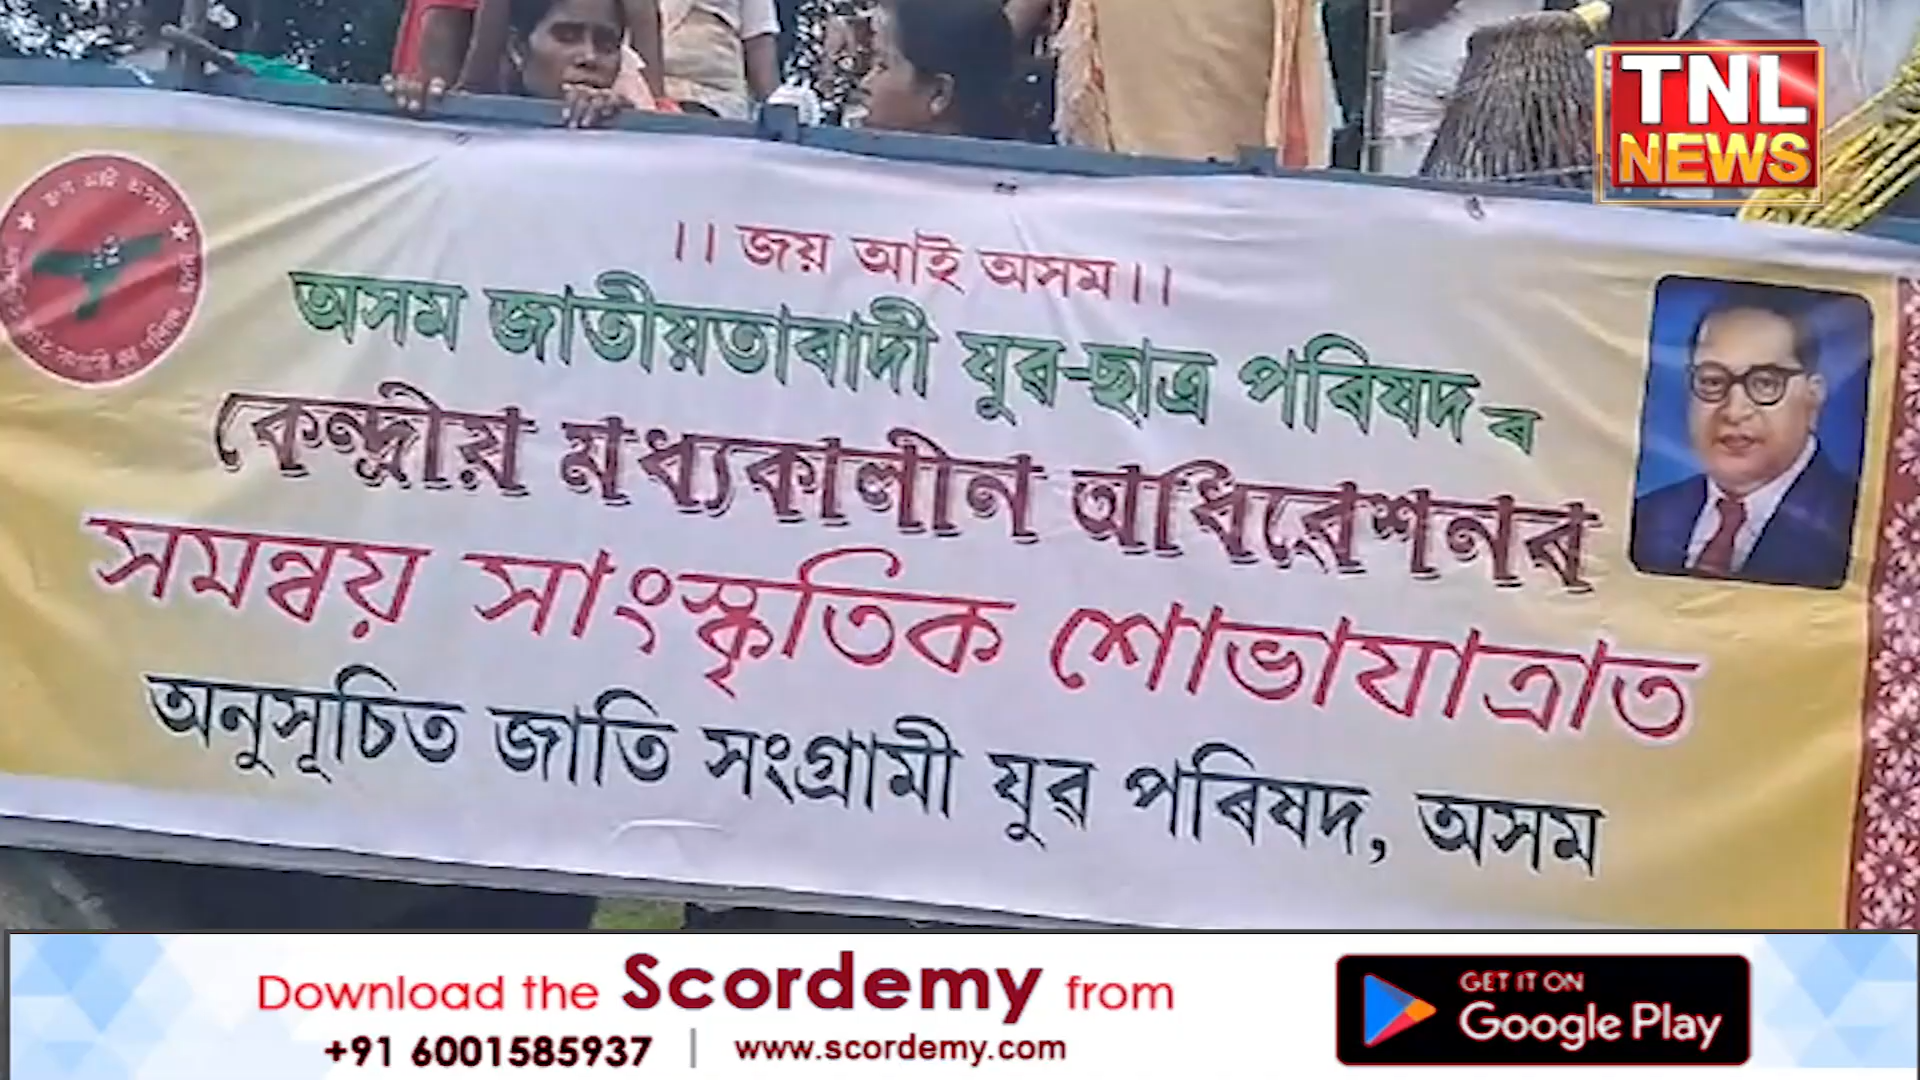 TNL
NEWS
।। জয় আই অসম।।
অসম জাতীয়তাবাদী যুৱ-ছাত্ৰ পৰিষদ ৰ
কেন্দ্ৰীয় মধ্যকালীন অধিৱেশনৰ
সমন্বয় সাংস্কৃতিক শোভাযাত্ৰাত
অনুসূচিত জাতি সংগ্ৰামী যুৱ পৰিষদ, অসম
Download the Scordemy from
+91 6001585937 | www.scordemy.com
GET IT ON
Google Play